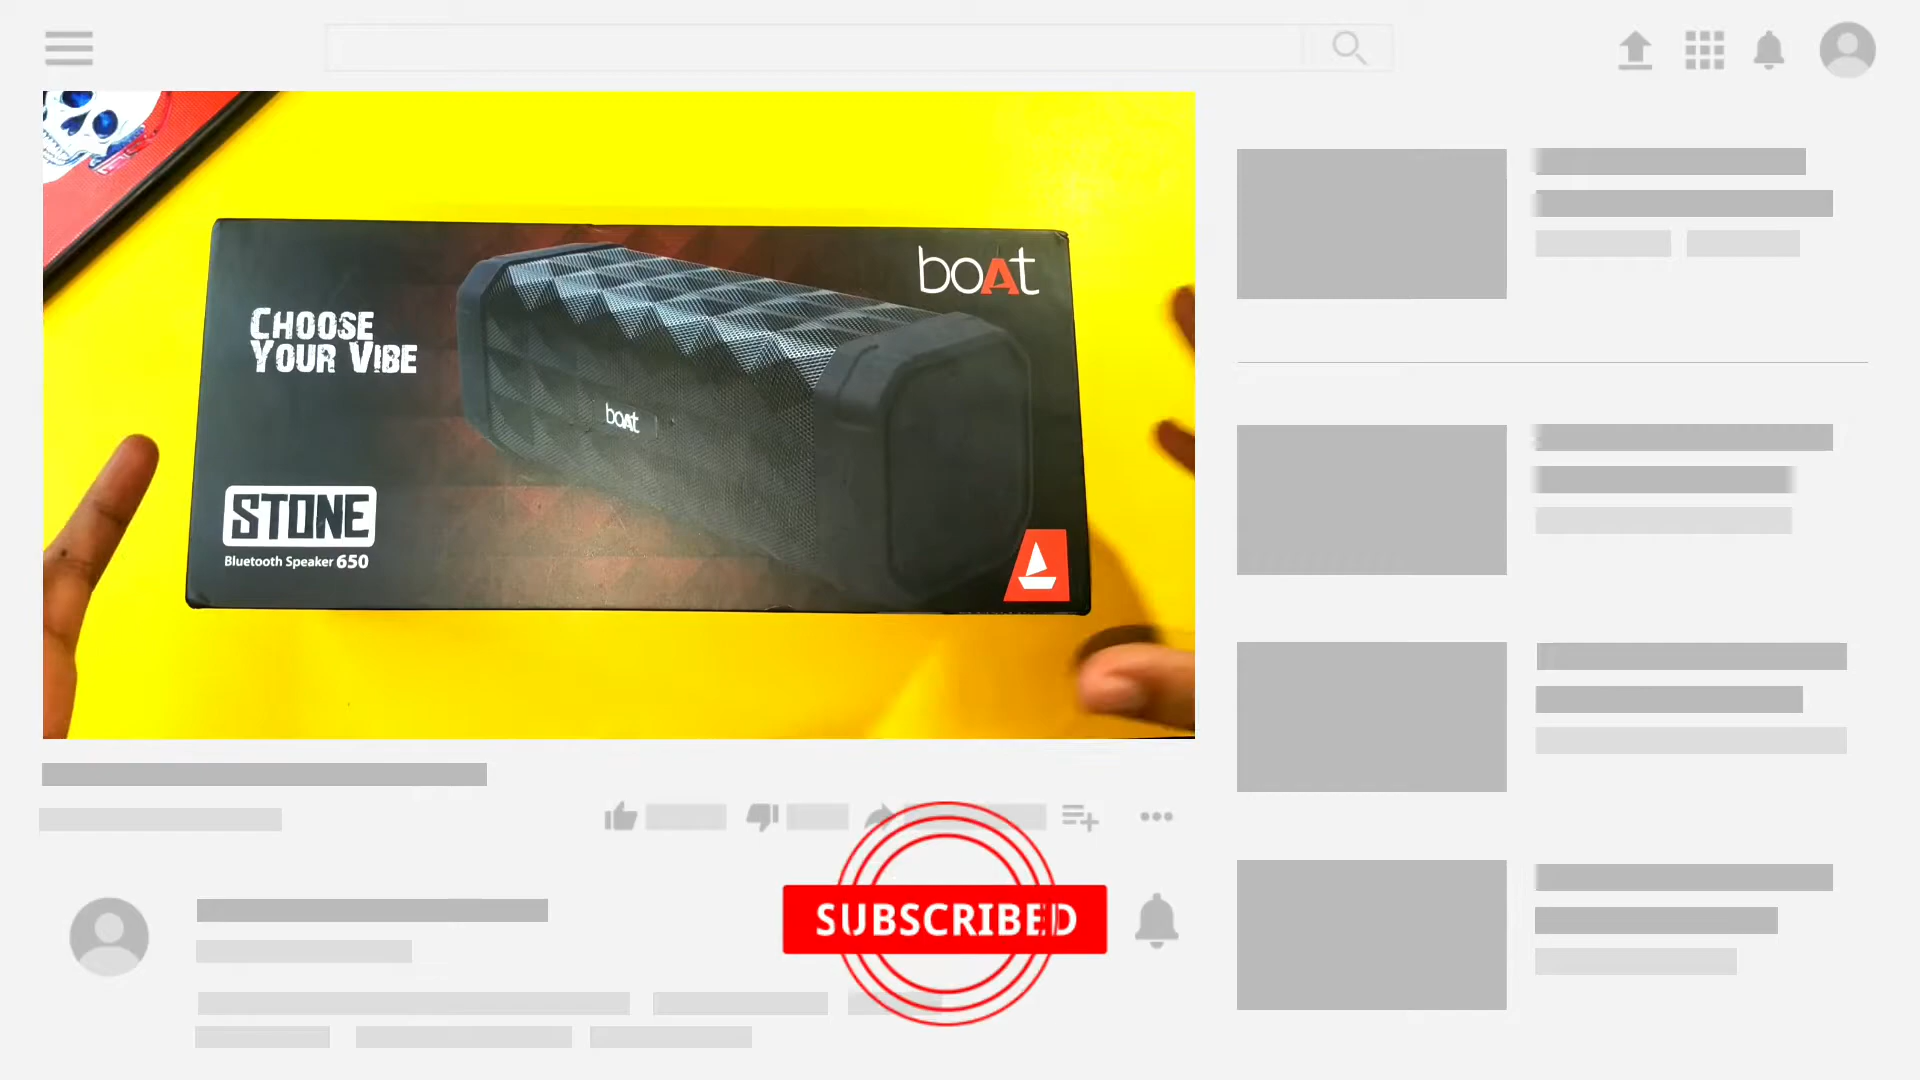 boAt
CHOOSE
YOUR VIBE
boAt
STONE
Bluetooth Speaker 650
SUBSCRIBED